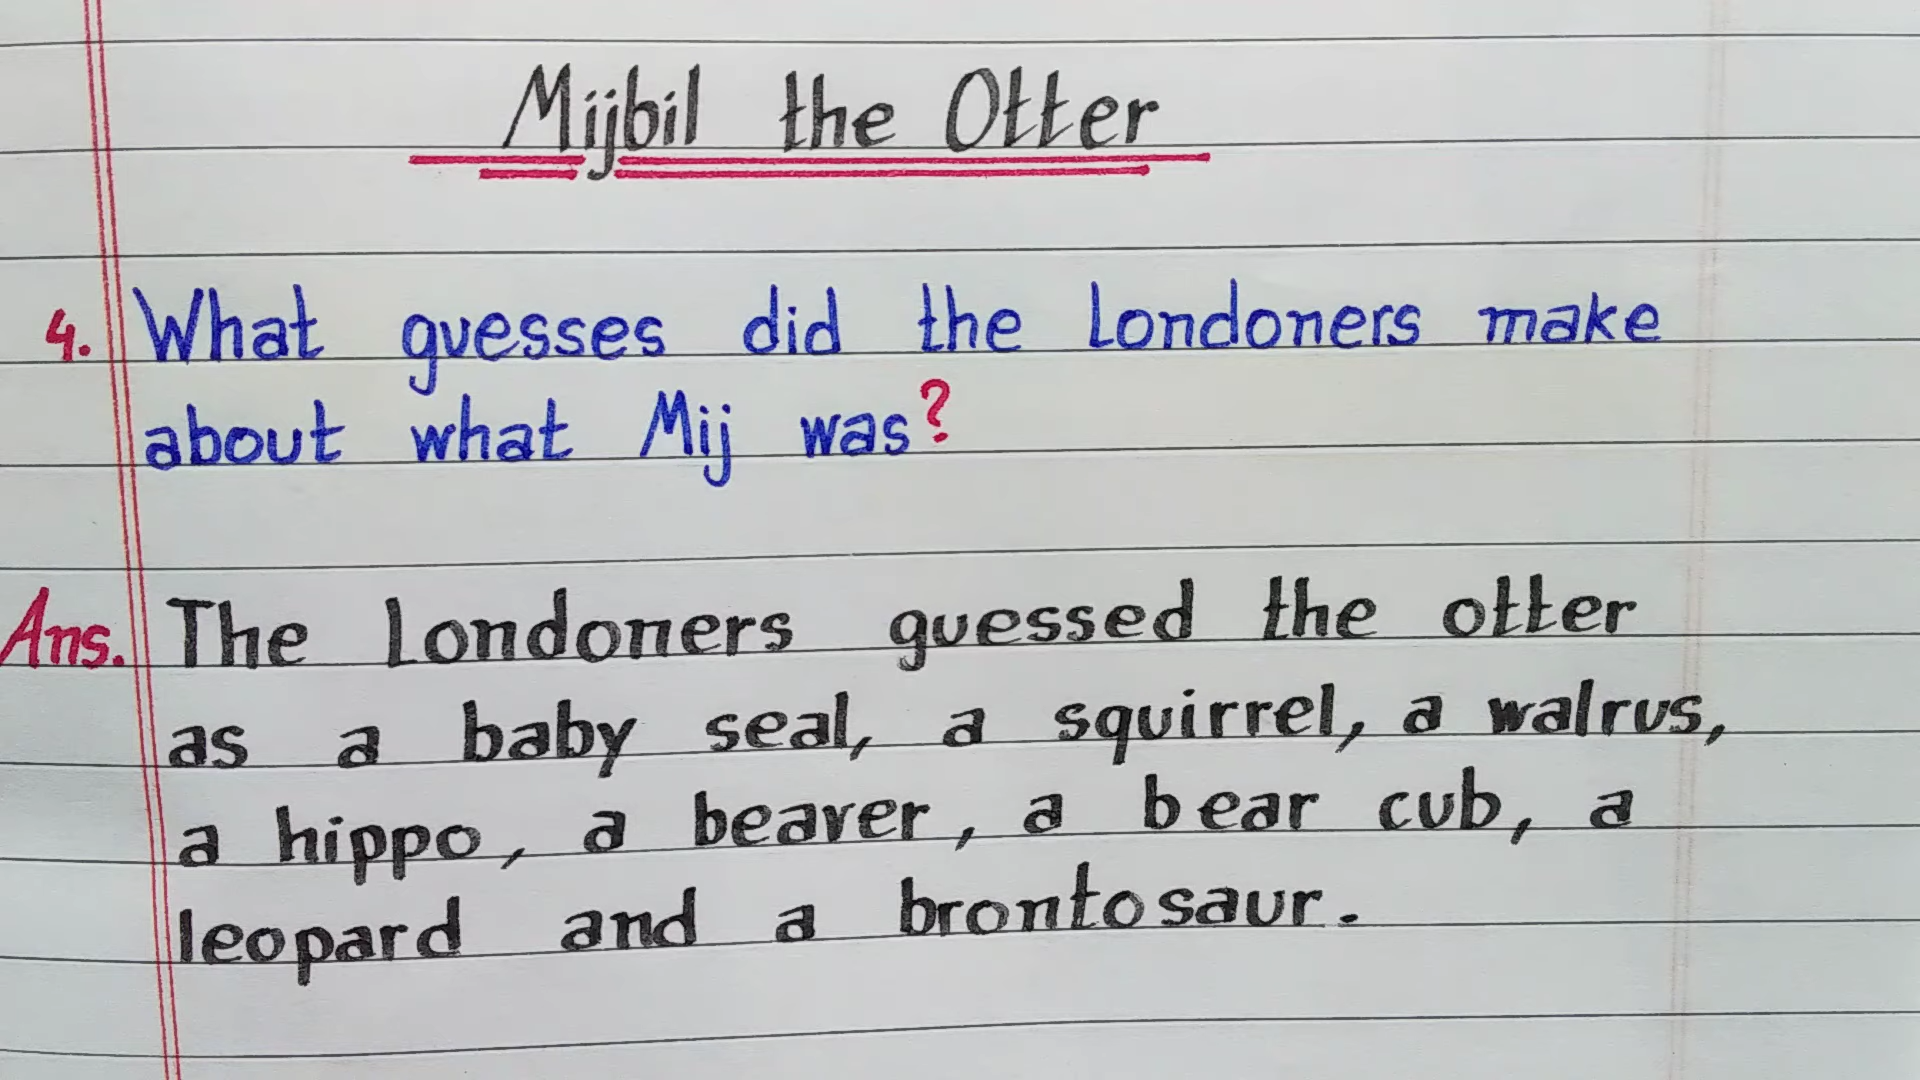 Mijbil the Otter
4. What guesses did the Londoners make
about what Mij was?
Ans. The Londoners guessed the otter
as a baby seal, a squirrel, a walrus,
a hippo, a beaver, a bear cub, a
leopard and a brontosaur.